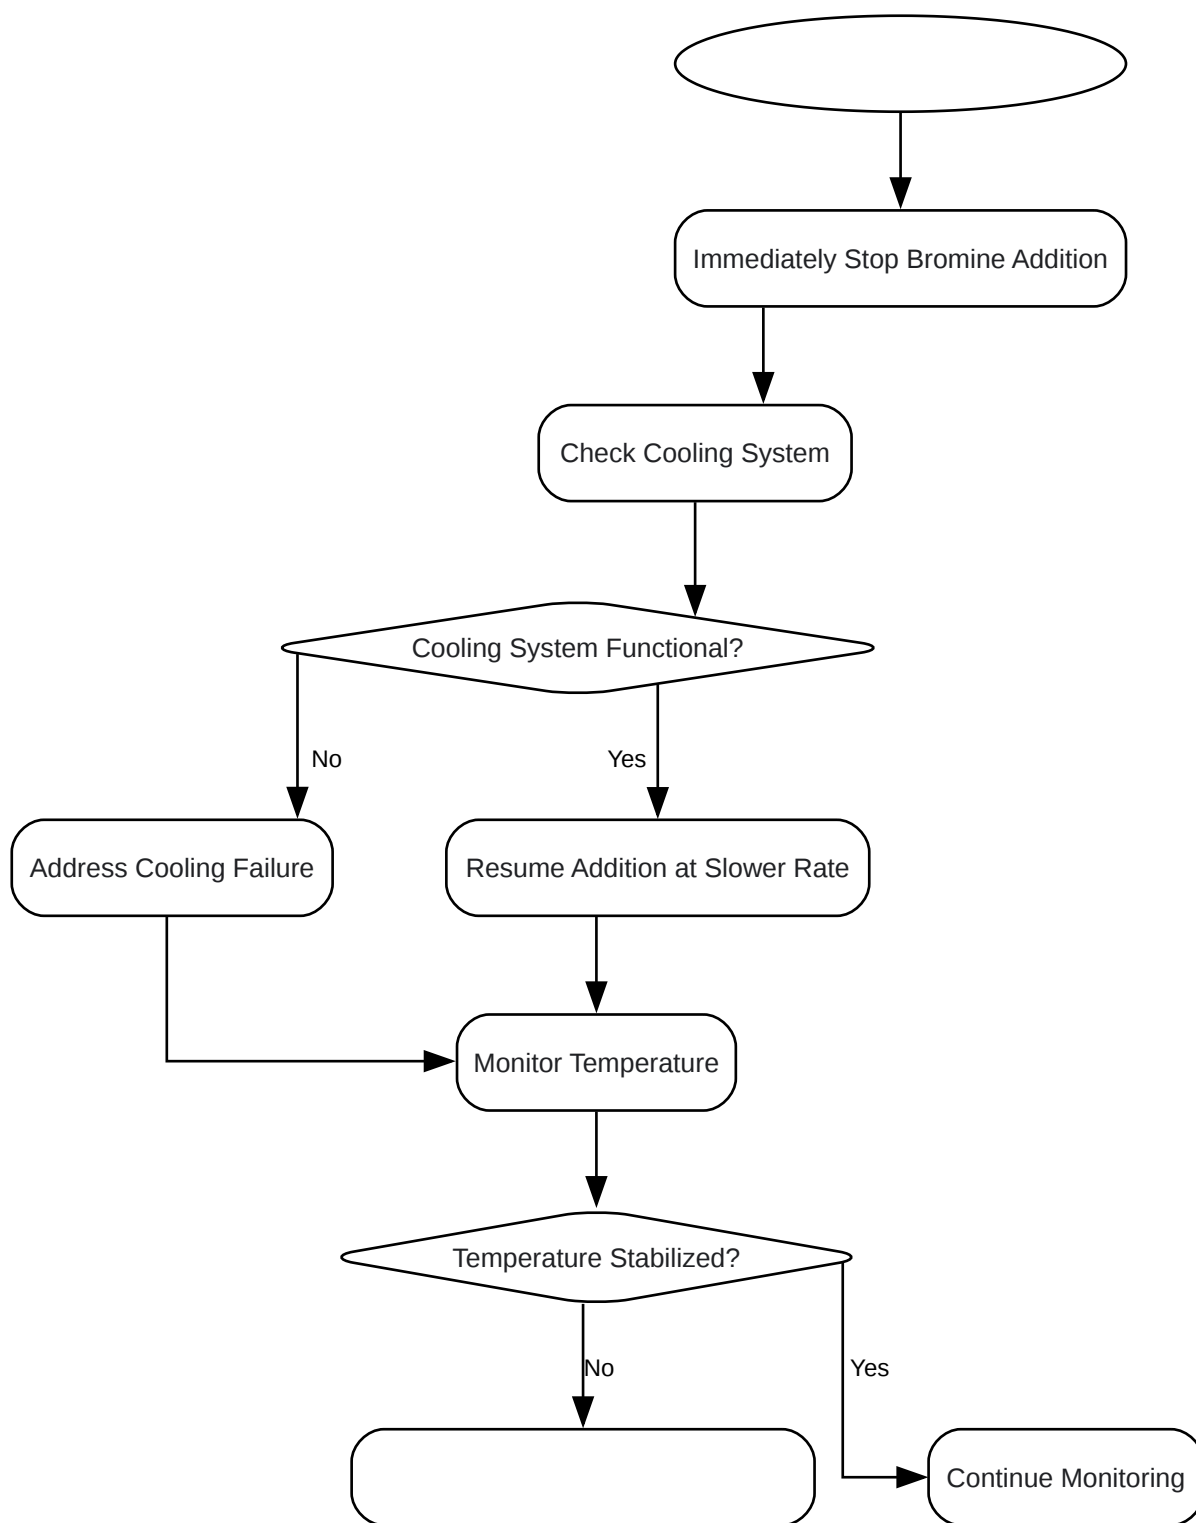 Immediately Stop Bromine Addition
Check Cooling System
Cooling System Functional?
No
Yes
Address Cooling Failure
Resume Addition at Slower Rate
Monitor Temperature
Temperature Stabilized?
No
Yes
Continue Monitoring